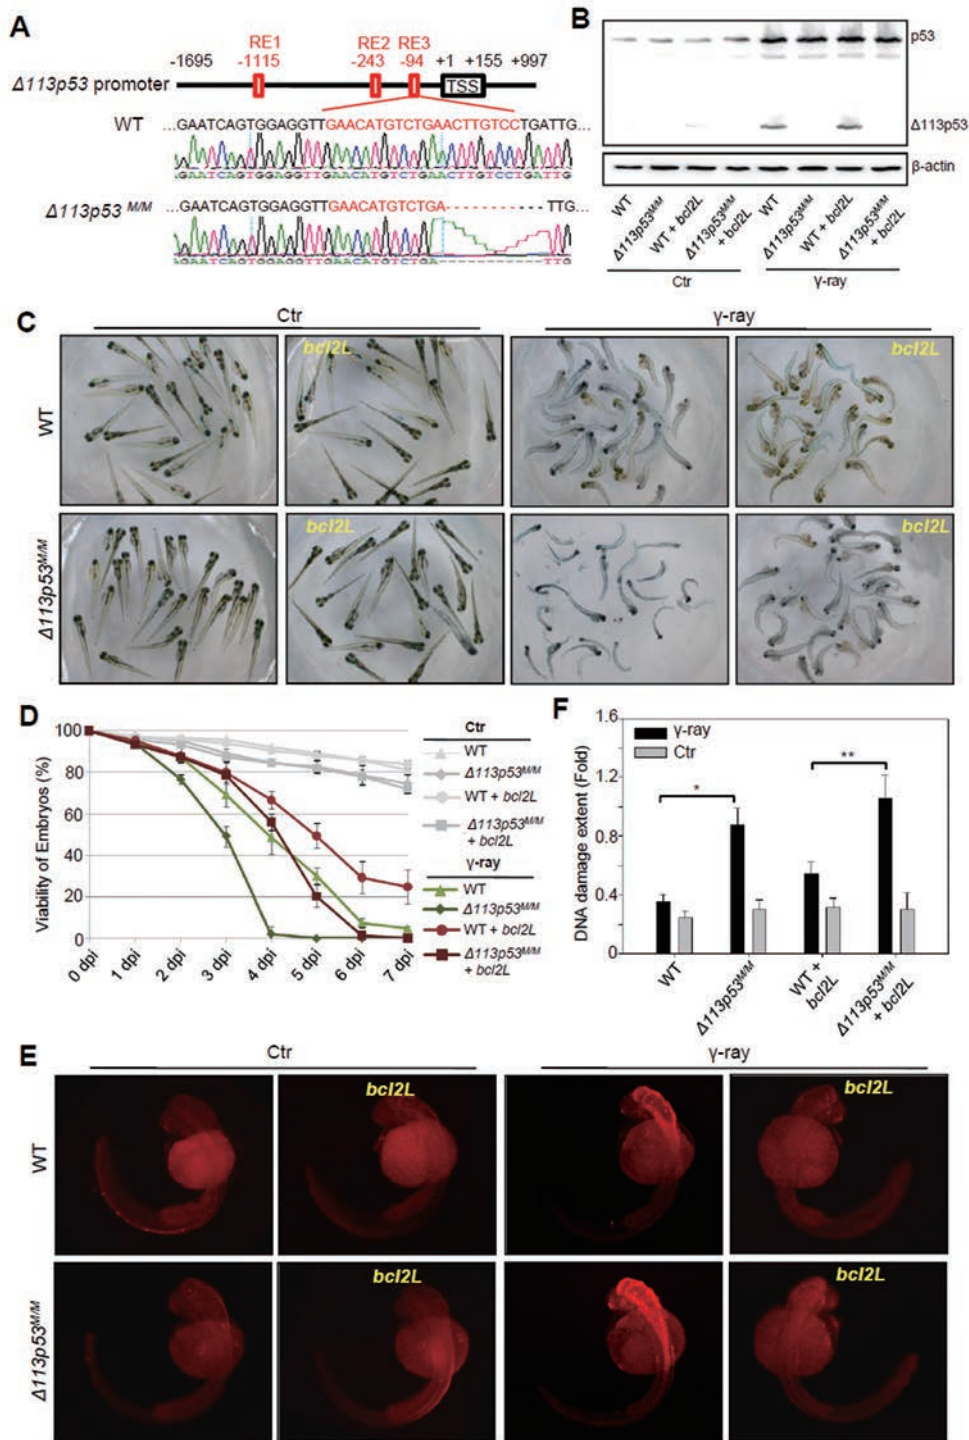 A
RE1 RE2 RE3
-1695 -1115 -243 -94 +1 +155 +997
Δ113p53 promoter TSS
WT ...GAATCAGTGGAGGTTGAACATGTCTGAACTTGTCCTGATTG...
GAATCAGTGGAGGTTGAACATGTCTGAACTTGTCCTGATTG
Δ113p53 M/M ...GAATCAGTGGAGGTTGAACATGTCTGA- - - - - - - - - -TTG...
GAATCAGTGGAGGTTGAACATGTCTGA - - - - - - - - - - TTG
B
p53
Δ113p53
β-actin
WT
Δ113p53M/M
WT + bcl2L
Δ113p53M/M + bcl2L
WT
Δ113p53M/M
WT + bcl2L
Δ113p53M/M + bcl2L
Ctr γ-ray
C
Ctr γ-ray
WT
bcl2L bcl2L
Δ113p53M/M
bcl2L bcl2L
D
Viability of Embryos (%)
100
80
60
40
20
0
0 dpi 1 dpi 2 dpi 3 dpi 4 dpi 5 dpi 6 dpi 7 dpi
Ctr
WT
Δ113p53M/M
WT + bcl2L
Δ113p53M/M
+ bcl2L
γ-ray
WT
Δ113p53M/M
WT + bcl2L
Δ113p53M/M
+ bcl2L
F
DNA damage extent (Fold)
1.6
1.2
0.8
0.4
0
γ-ray
Ctr
* **
WT
Δ113p53M/M
WT +
bcl2L
Δ113p53M/M
+ bcl2L
E
Ctr γ-ray
WT
bcl2L bcl2L
Δ113p53M/M
bcl2L bcl2L